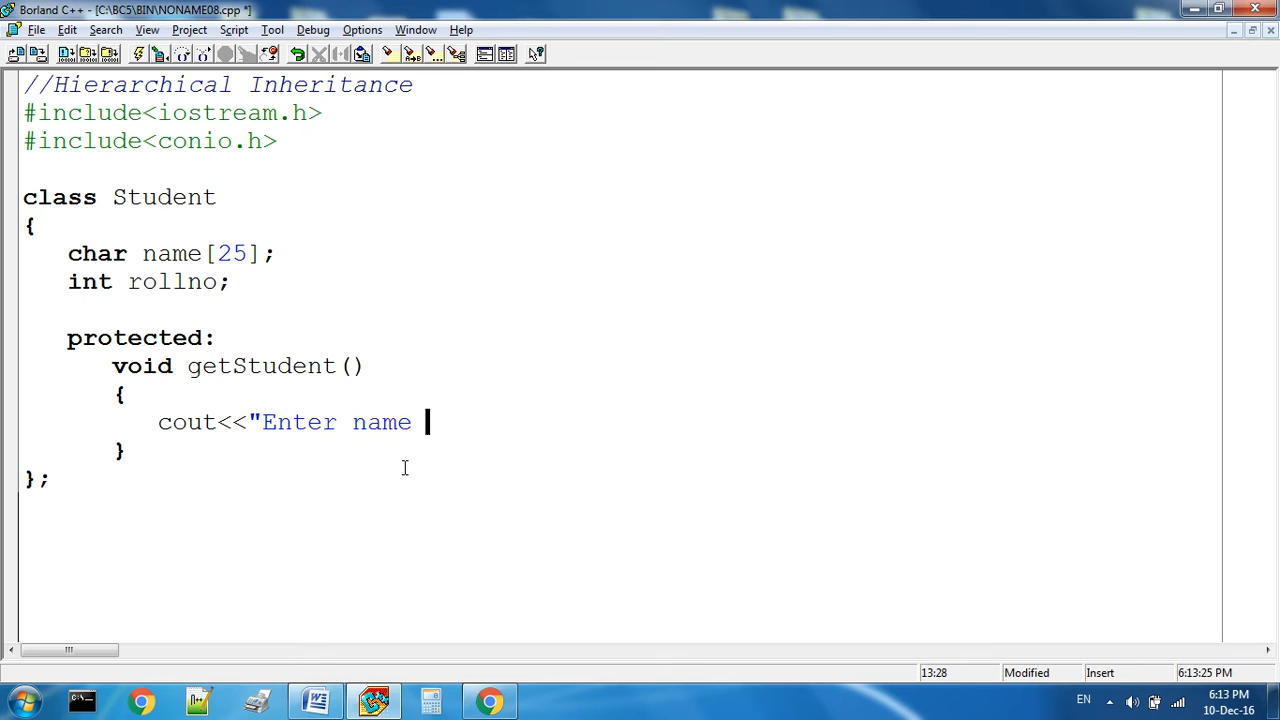 Borland C++ - [C:\BC5\BIN\NONAME08.cpp *]
File Edit Search View Project Script Tool Debug Options Window Help
//Hierarchical Inheritance
#include<iostream.h>
#include<conio.h>
class Student
{
char name[25];
int rollno;
protected:
void getStudent()
{
cout<<"Enter name
}
};
13:28 Modified Insert 6:13:25 PM
EN 6:13 PM
10-Dec-16